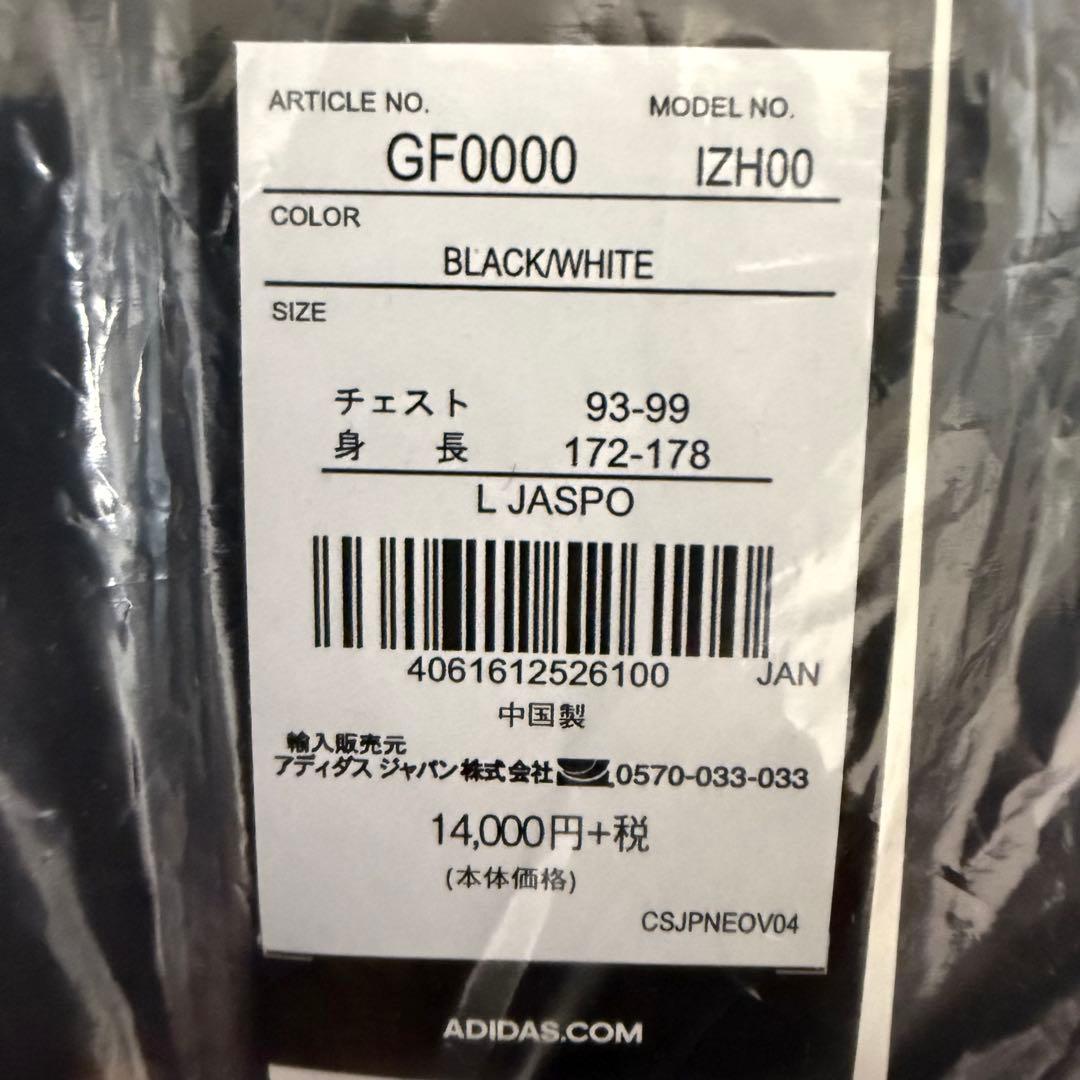 ARTICLE NO. MODEL NO.
GF0000 IZH00
COLOR
BLACK/WHITE
SIZE
チェスト 93-99
身 長 172-178
L JASPO
4061612526100 JAN
中国製
輸入販売元
アディダス ジャパン株式会社 0570-033-033
14,000円+税
(本体価格)
CSJPNEOV04
ADIDAS.COM